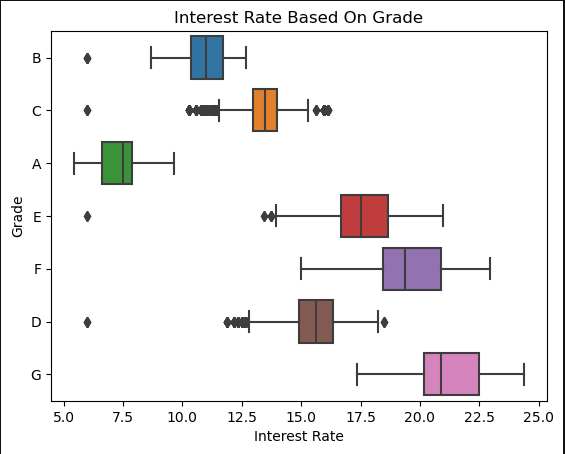 Interest Rate Based On Grade
Grade
B
C
A
E
F
D
G
5.0 7.5 10.0 12.5 15.0 17.5 20.0 22.5 25.0
Interest Rate